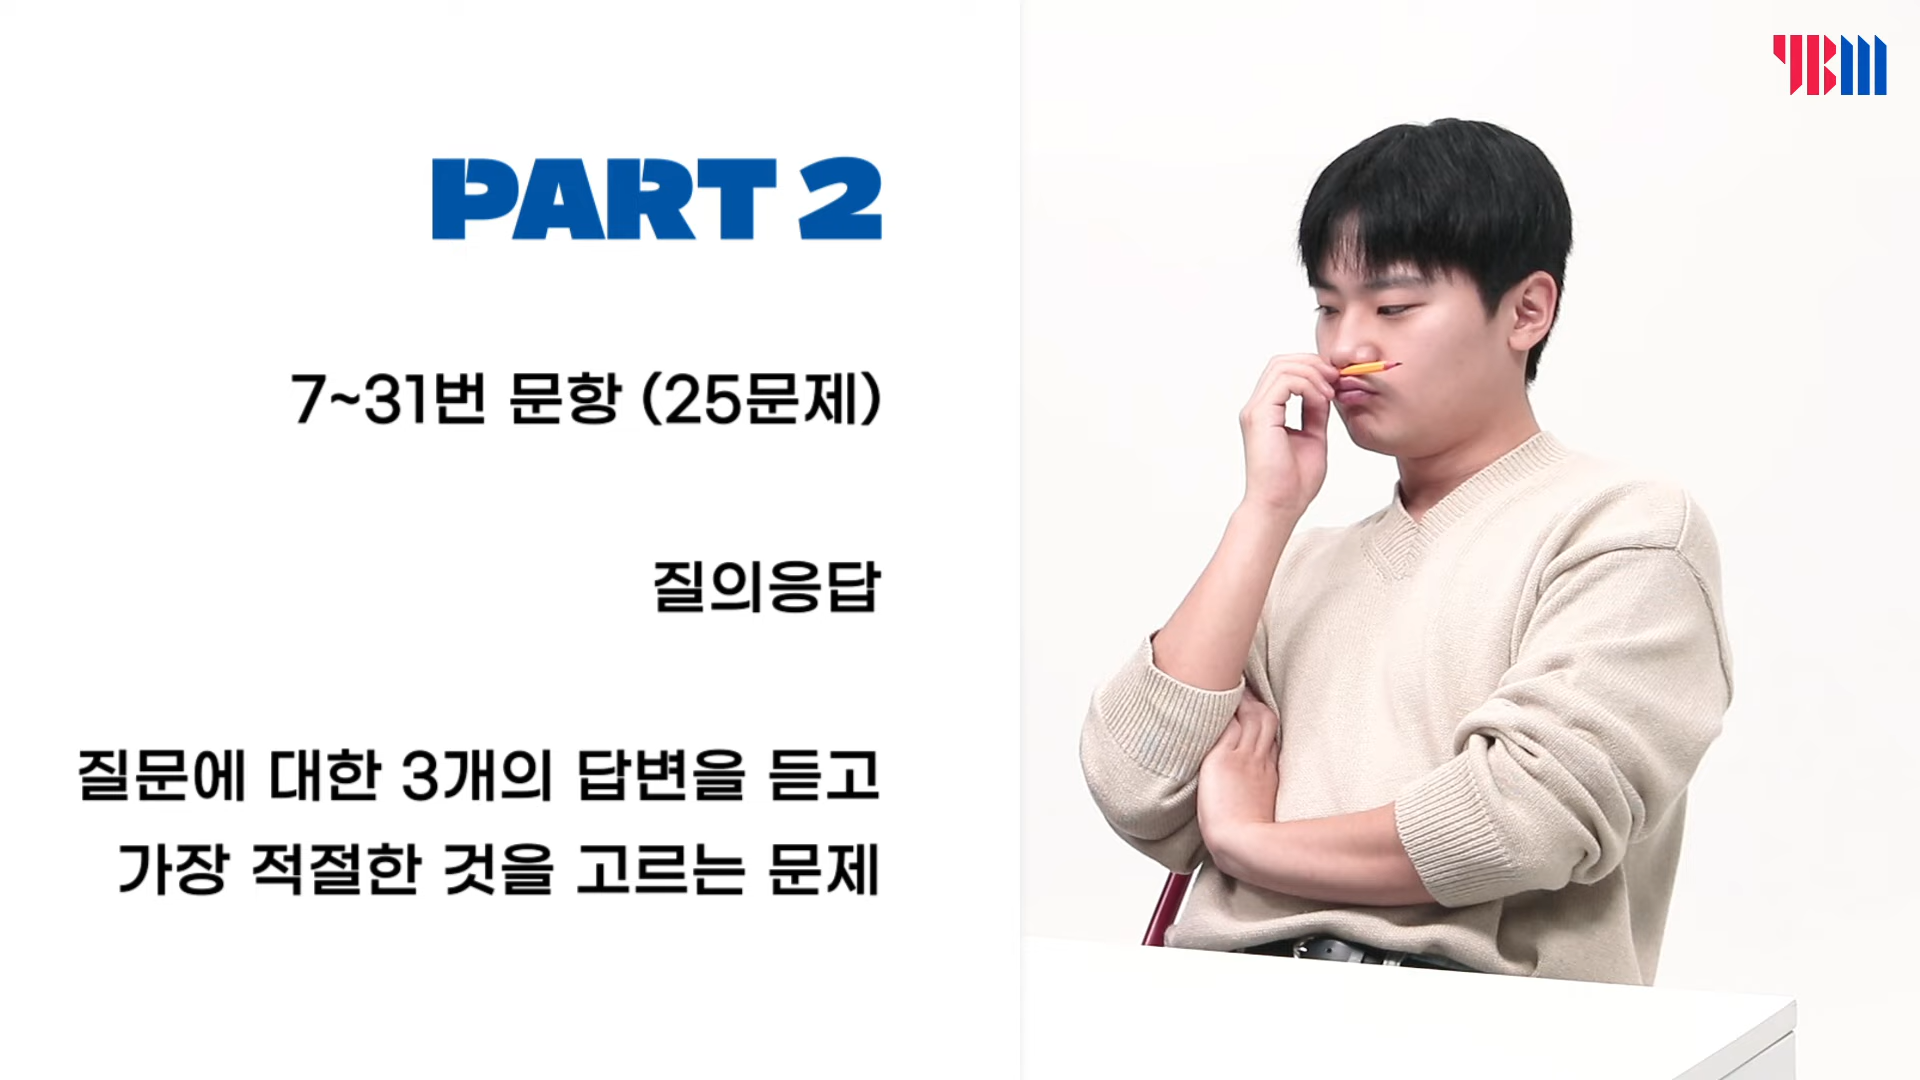 YBM
PART 2
7~31번 문항 (25문제)
질의응답
질문에 대한 3개의 답변을 듣고
가장 적절한 것을 고르는 문제